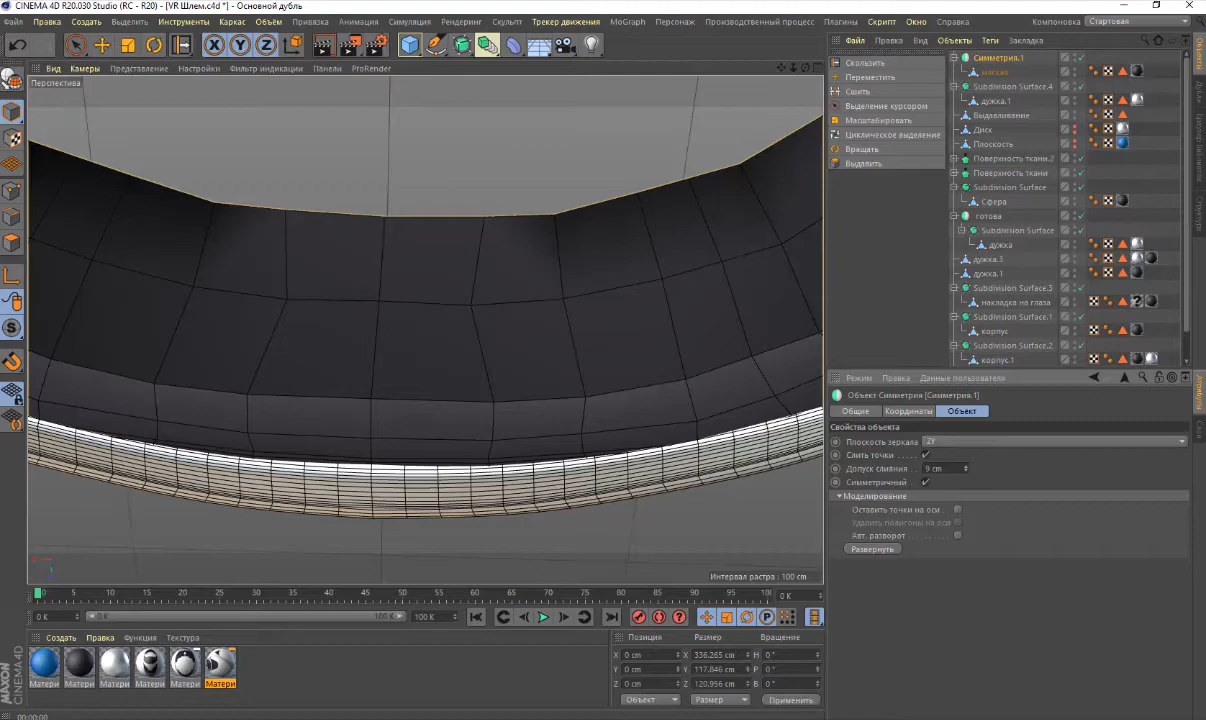 CINEMA 4D R20.030 Studio (RC - R20) - [VR Шлем.c4d *] - Основной дубль
Правка Создать Выделить Инструменты Каркас Объём Привязка Анимация Симуляция Рендеринг Скульпт Трекер движения MoGraph Персонаж Производственный процесс Плагины Скрипт Окно Справка Компоновка Стартовая
Вид Камеры Представление Настройки Фильтр индикации Панели ProRender
Перспектива
Интервал растра : 100 cm
Скользить
Переместить
Сшить
Выделение курсором
Масштабировать
Циклическое выделение
Вращать
Выдавить
Файл Правка Вид Объекты Теги Закладка
Симметрия.1
Subdivision Surface.4
дужка.1
Выдавливание
Диск
Плоскость
Поверхность ткани.2
Поверхность ткани
Subdivision Surface
Сфера
готова
Subdivision Surface
дужка
дужка.3
дужка.1
Subdivision Surface.3
накладка на глаза
Subdivision Surface.1
корпус
Subdivision Surface.2
корпус.1
Режим Правка Данные пользователя
Объект Симметрия [Симметрия.1]
Общие Координаты Объект
Свойства объекта
Плоскость зеркала ZY
Слить точки
Допуск слияния 9 cm
Симметричный
Моделирование
Оставить точки на оси
Удалить полигоны на оси
Авт. разворот
Развернуть
0 5 10 15 20 25 30 35 40 45 50 55 60 65 70 75 80 85 90 95 100 0 K
0 K 0 K 100 K 100 K
Создать Правка Функция Текстура
Матери Матери Матери Матери Матери Матери
Позиция Размер Вращение
X 0 cm X 336.265 cm H 0 °
Y 0 cm Y 117.846 cm P 0 °
Z 0 cm Z 120.956 cm B 0 °
Объект Размер Применить
MAXON
CINEMA 4D
00:00:00